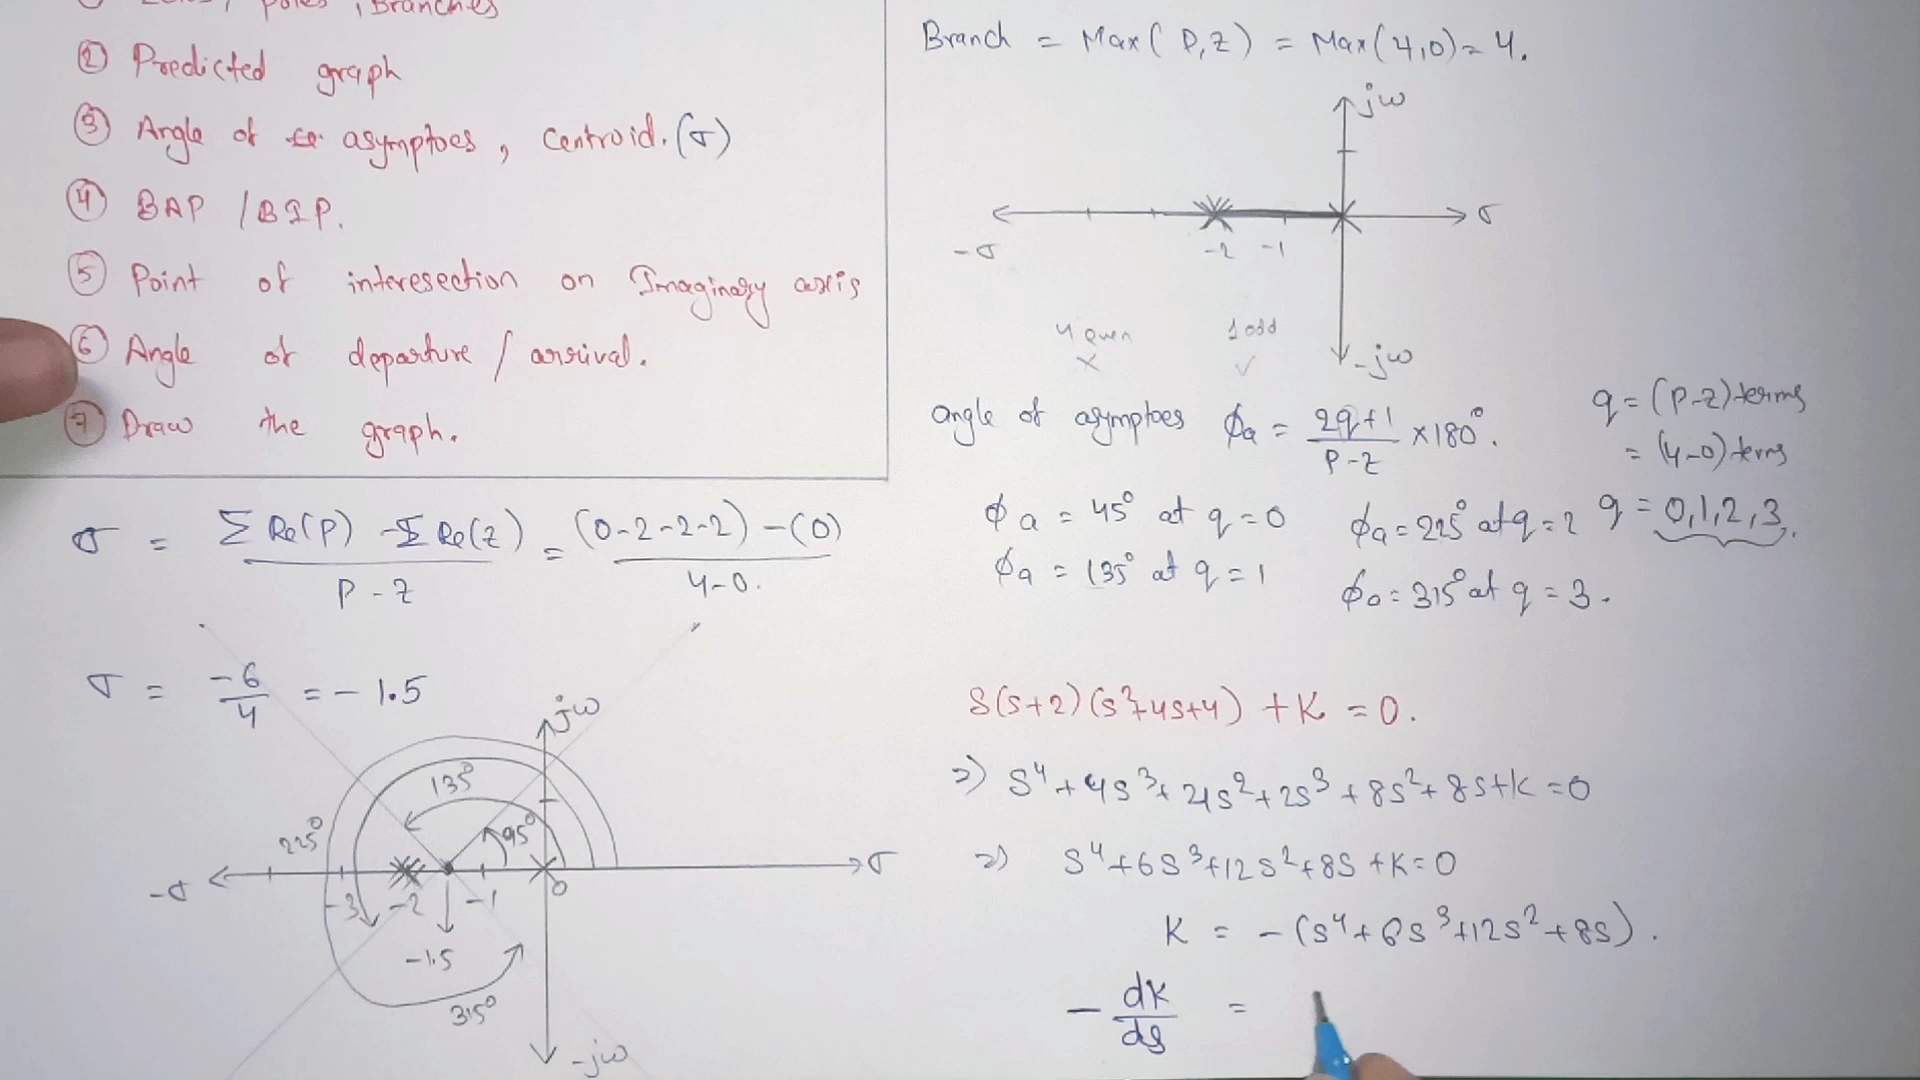 poles, Branches
② Predicted graph
③ Angle of asymptoes, Centroid. (σ)
④ BAP / BIP.
⑤ Point of interesection on Imaginary axis
⑥ Angle of departure / arrival.
⑦ Draw the graph.
σ = Σ Re(P) - Σ Re(z) / P - z = (0-2-2-2) - (0) / 4-0.
σ = -6/4 = -1.5
jω
135°
225°
95°
-σ
σ
-3 -2 -1 0
-1.5
315°
-jω
Branch = Max(P,z) = Max(4,0) = 4.
jω
σ
-σ
-2 -1
4 even 1 odd
× ✓
-jω
angle of asymptoes ϕa = 2q+1 / P-z × 180°.
q = (P-z) terms
= (4-0) terms
q = 0,1,2,3.
ϕa = 45° at q = 0
ϕa = 225° at q = 2
ϕa = 135° at q = 1
ϕa = 315° at q = 3.
S(S+2)(S²+4S+4) + K = 0.
⇒ S⁴ + 4S³ + 4S² + 2S³ + 8S² + 8S + K = 0
⇒ S⁴ + 6S³ + 12S² + 8S + K = 0
K = -(S⁴ + 6S³ + 12S² + 8S).
- dK/ds =